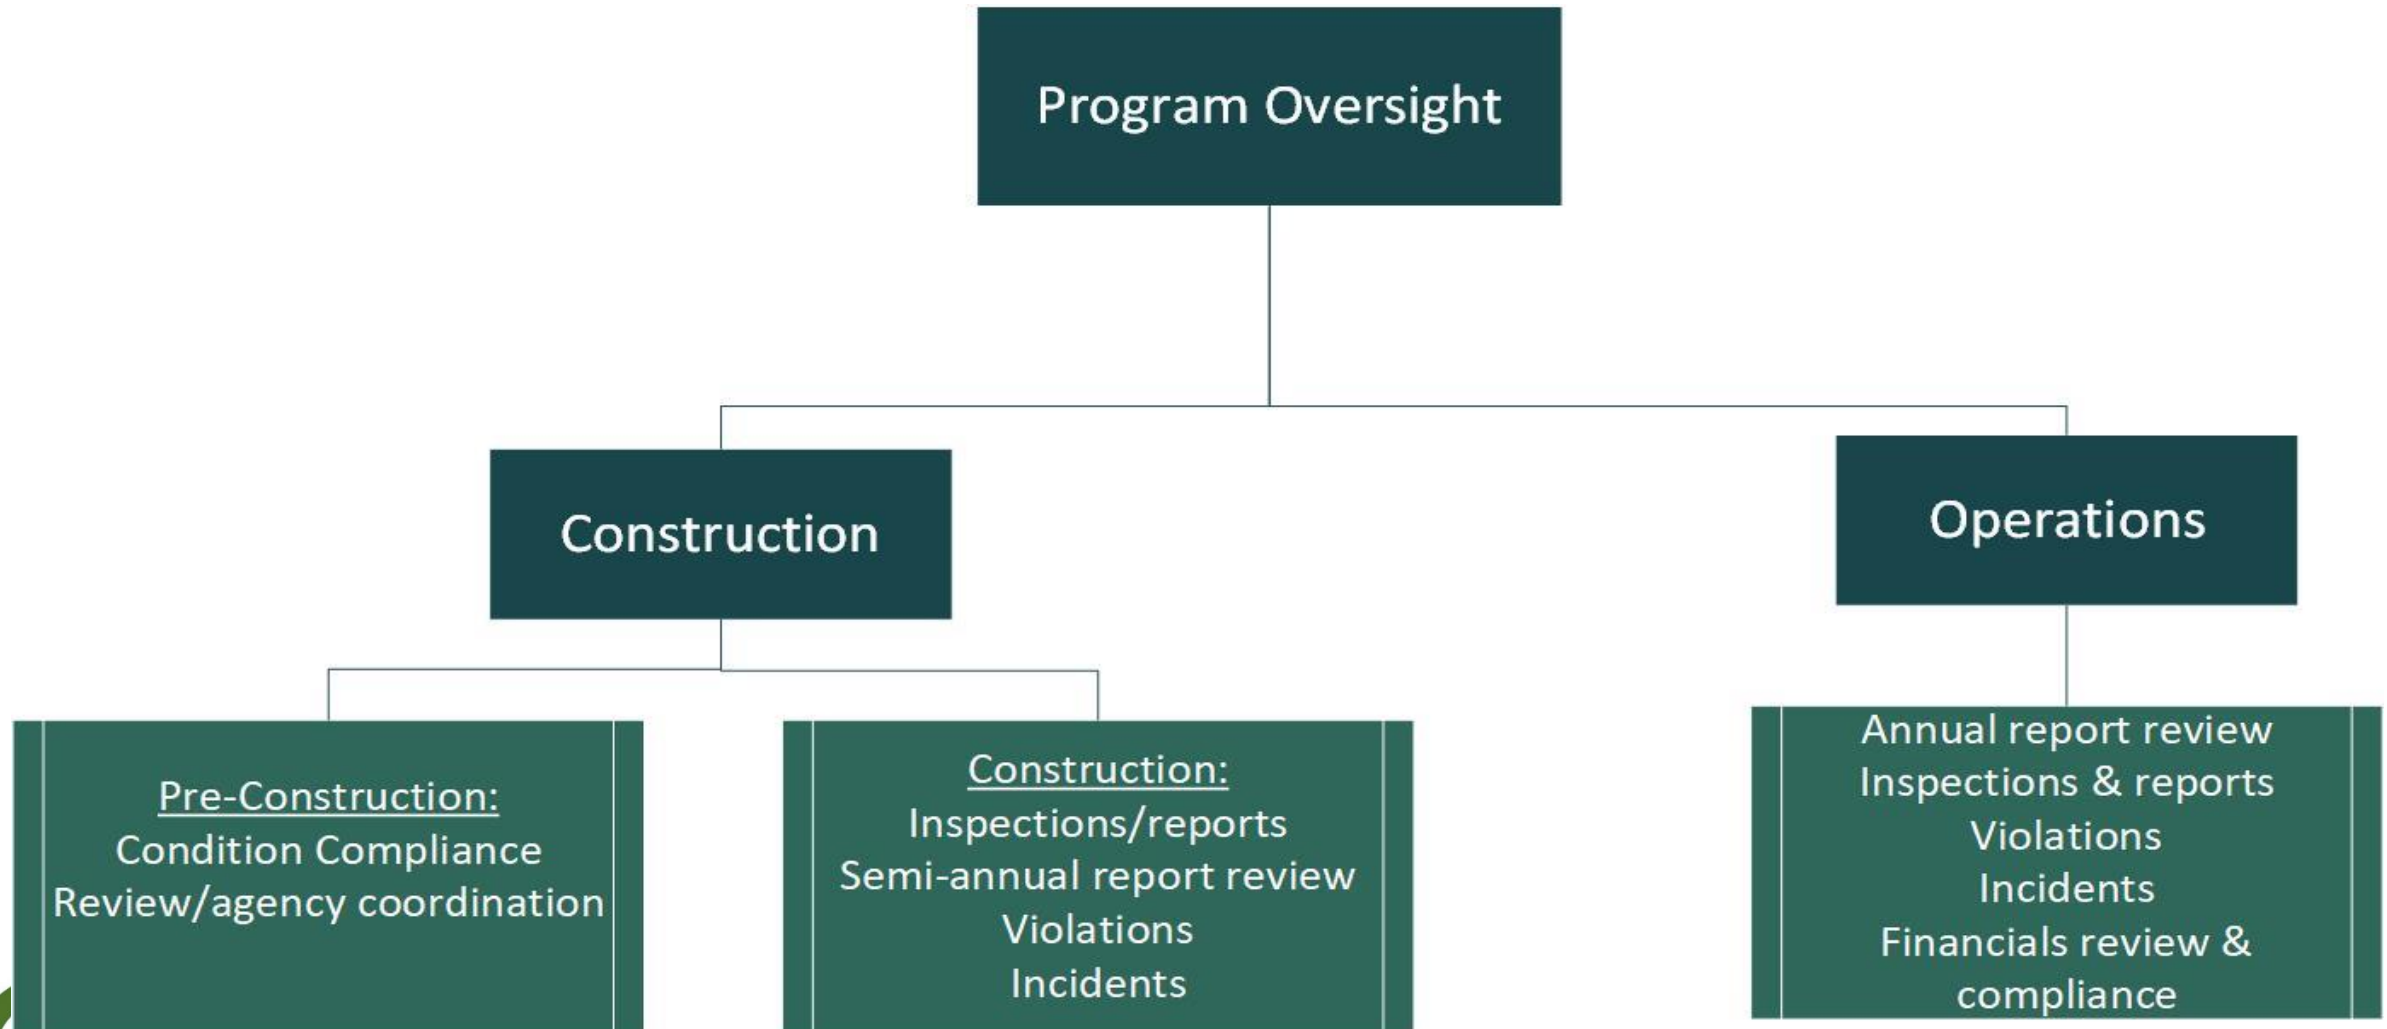 Program Oversight
Construction
Operations
Pre-Construction:
Condition Compliance
Review/agency coordination
Construction:
Inspections/reports
Semi-annual report review
Violations
Incidents
Annual report review
Inspections & reports
Violations
Incidents
Financials review &
compliance